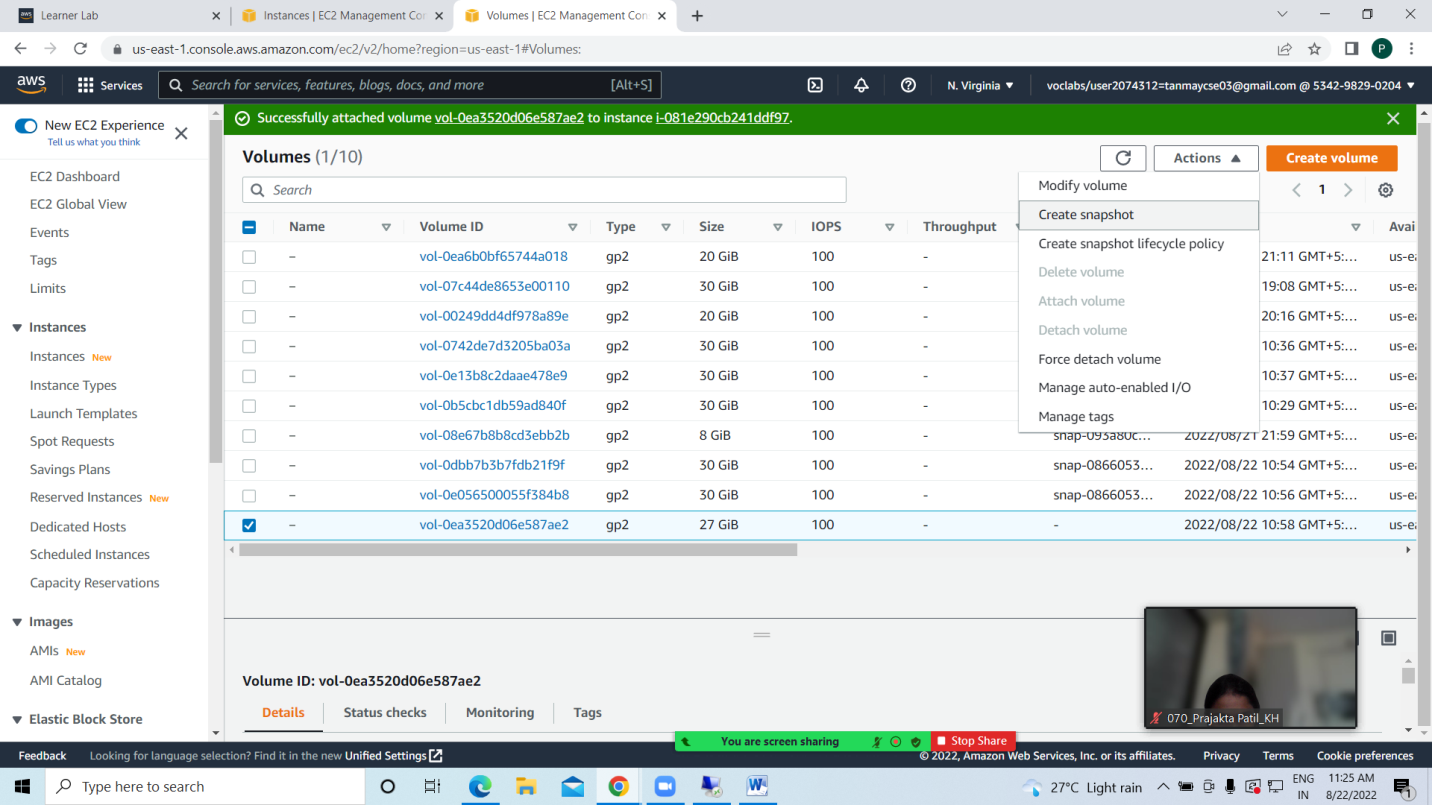 Learner Lab
Instances | EC2 Management Con
Volumes | EC2 Management Con
us-east-1.console.aws.amazon.com/ec2/v2/home?region=us-east-1#Volumes:
P
aws
Services
Search for services, features, blogs, docs, and more
[Alt+S]
N. Virginia
voclabs/user2074312=tanmaycse03@gmail.com @ 5342-9829-0204
New EC2 Experience
Tell us what you think
Successfully attached volume vol-0ea3520d06e587ae2 to instance i-081e290cb241ddf97.
Volumes (1/10)
Actions
Create volume
Search
1
Modify volume
Create snapshot
Create snapshot lifecycle policy
Delete volume
Attach volume
Detach volume
Force detach volume
Manage auto-enabled I/O
Manage tags
EC2 Dashboard
EC2 Global View
Events
Tags
Limits
Instances
Instances New
Instance Types
Launch Templates
Spot Requests
Savings Plans
Reserved Instances New
Dedicated Hosts
Scheduled Instances
Capacity Reservations
Images
AMIs New
AMI Catalog
Elastic Block Store
Name Volume ID Type Size IOPS Throughput Avai
– vol-0ea6b0bf65744a018 gp2 20 GiB 100 - 21:11 GMT+5:... us-ea
– vol-07c44de8653e00110 gp2 30 GiB 100 - 19:08 GMT+5:... us-ea
– vol-00249dd4df978a89e gp2 20 GiB 100 - 20:16 GMT+5:... us-ea
– vol-0742de7d3205ba03a gp2 30 GiB 100 - 10:36 GMT+5:... us-ea
– vol-0e13b8c2daae478e9 gp2 30 GiB 100 - 10:37 GMT+5:... us-ea
– vol-0b5cbc1db59ad840f gp2 30 GiB 100 - 10:29 GMT+5:... us-ea
– vol-08e67b8b8cd3ebb2b gp2 8 GiB 100 - snap-093a80c... 2022/08/21 21:59 GMT+5:... us-ea
– vol-0dbb7b3b7fdb21f9f gp2 30 GiB 100 - snap-0866053... 2022/08/22 10:54 GMT+5:... us-ea
– vol-0e056500055f384b8 gp2 30 GiB 100 - snap-0866053... 2022/08/22 10:56 GMT+5:... us-ea
– vol-0ea3520d06e587ae2 gp2 27 GiB 100 - - 2022/08/22 10:58 GMT+5:... us-ea
Volume ID: vol-0ea3520d06e587ae2
Details
Status checks
Monitoring
Tags
070_Prajakta Patil_KH
You are screen sharing
Stop Share
Feedback
Looking for language selection? Find it in the new Unified Settings
© 2022, Amazon Web Services, Inc. or its affiliates.
Privacy
Terms
Cookie preferences
Type here to search
27°C Light rain
ENG
IN
11:25 AM
8/22/2022
1